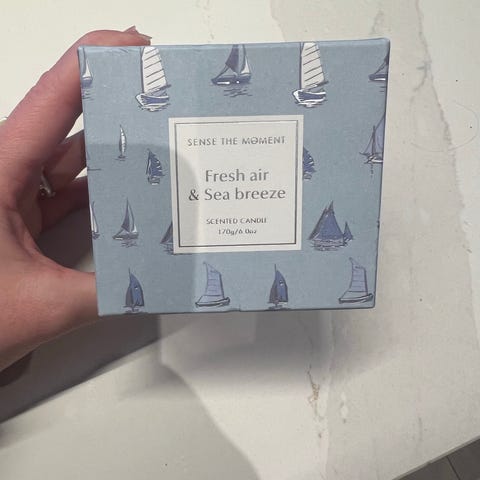 SENSE THE MOMENT
Fresh air
& Sea breeze
SCENTED CANDLE
170g/6.0oz